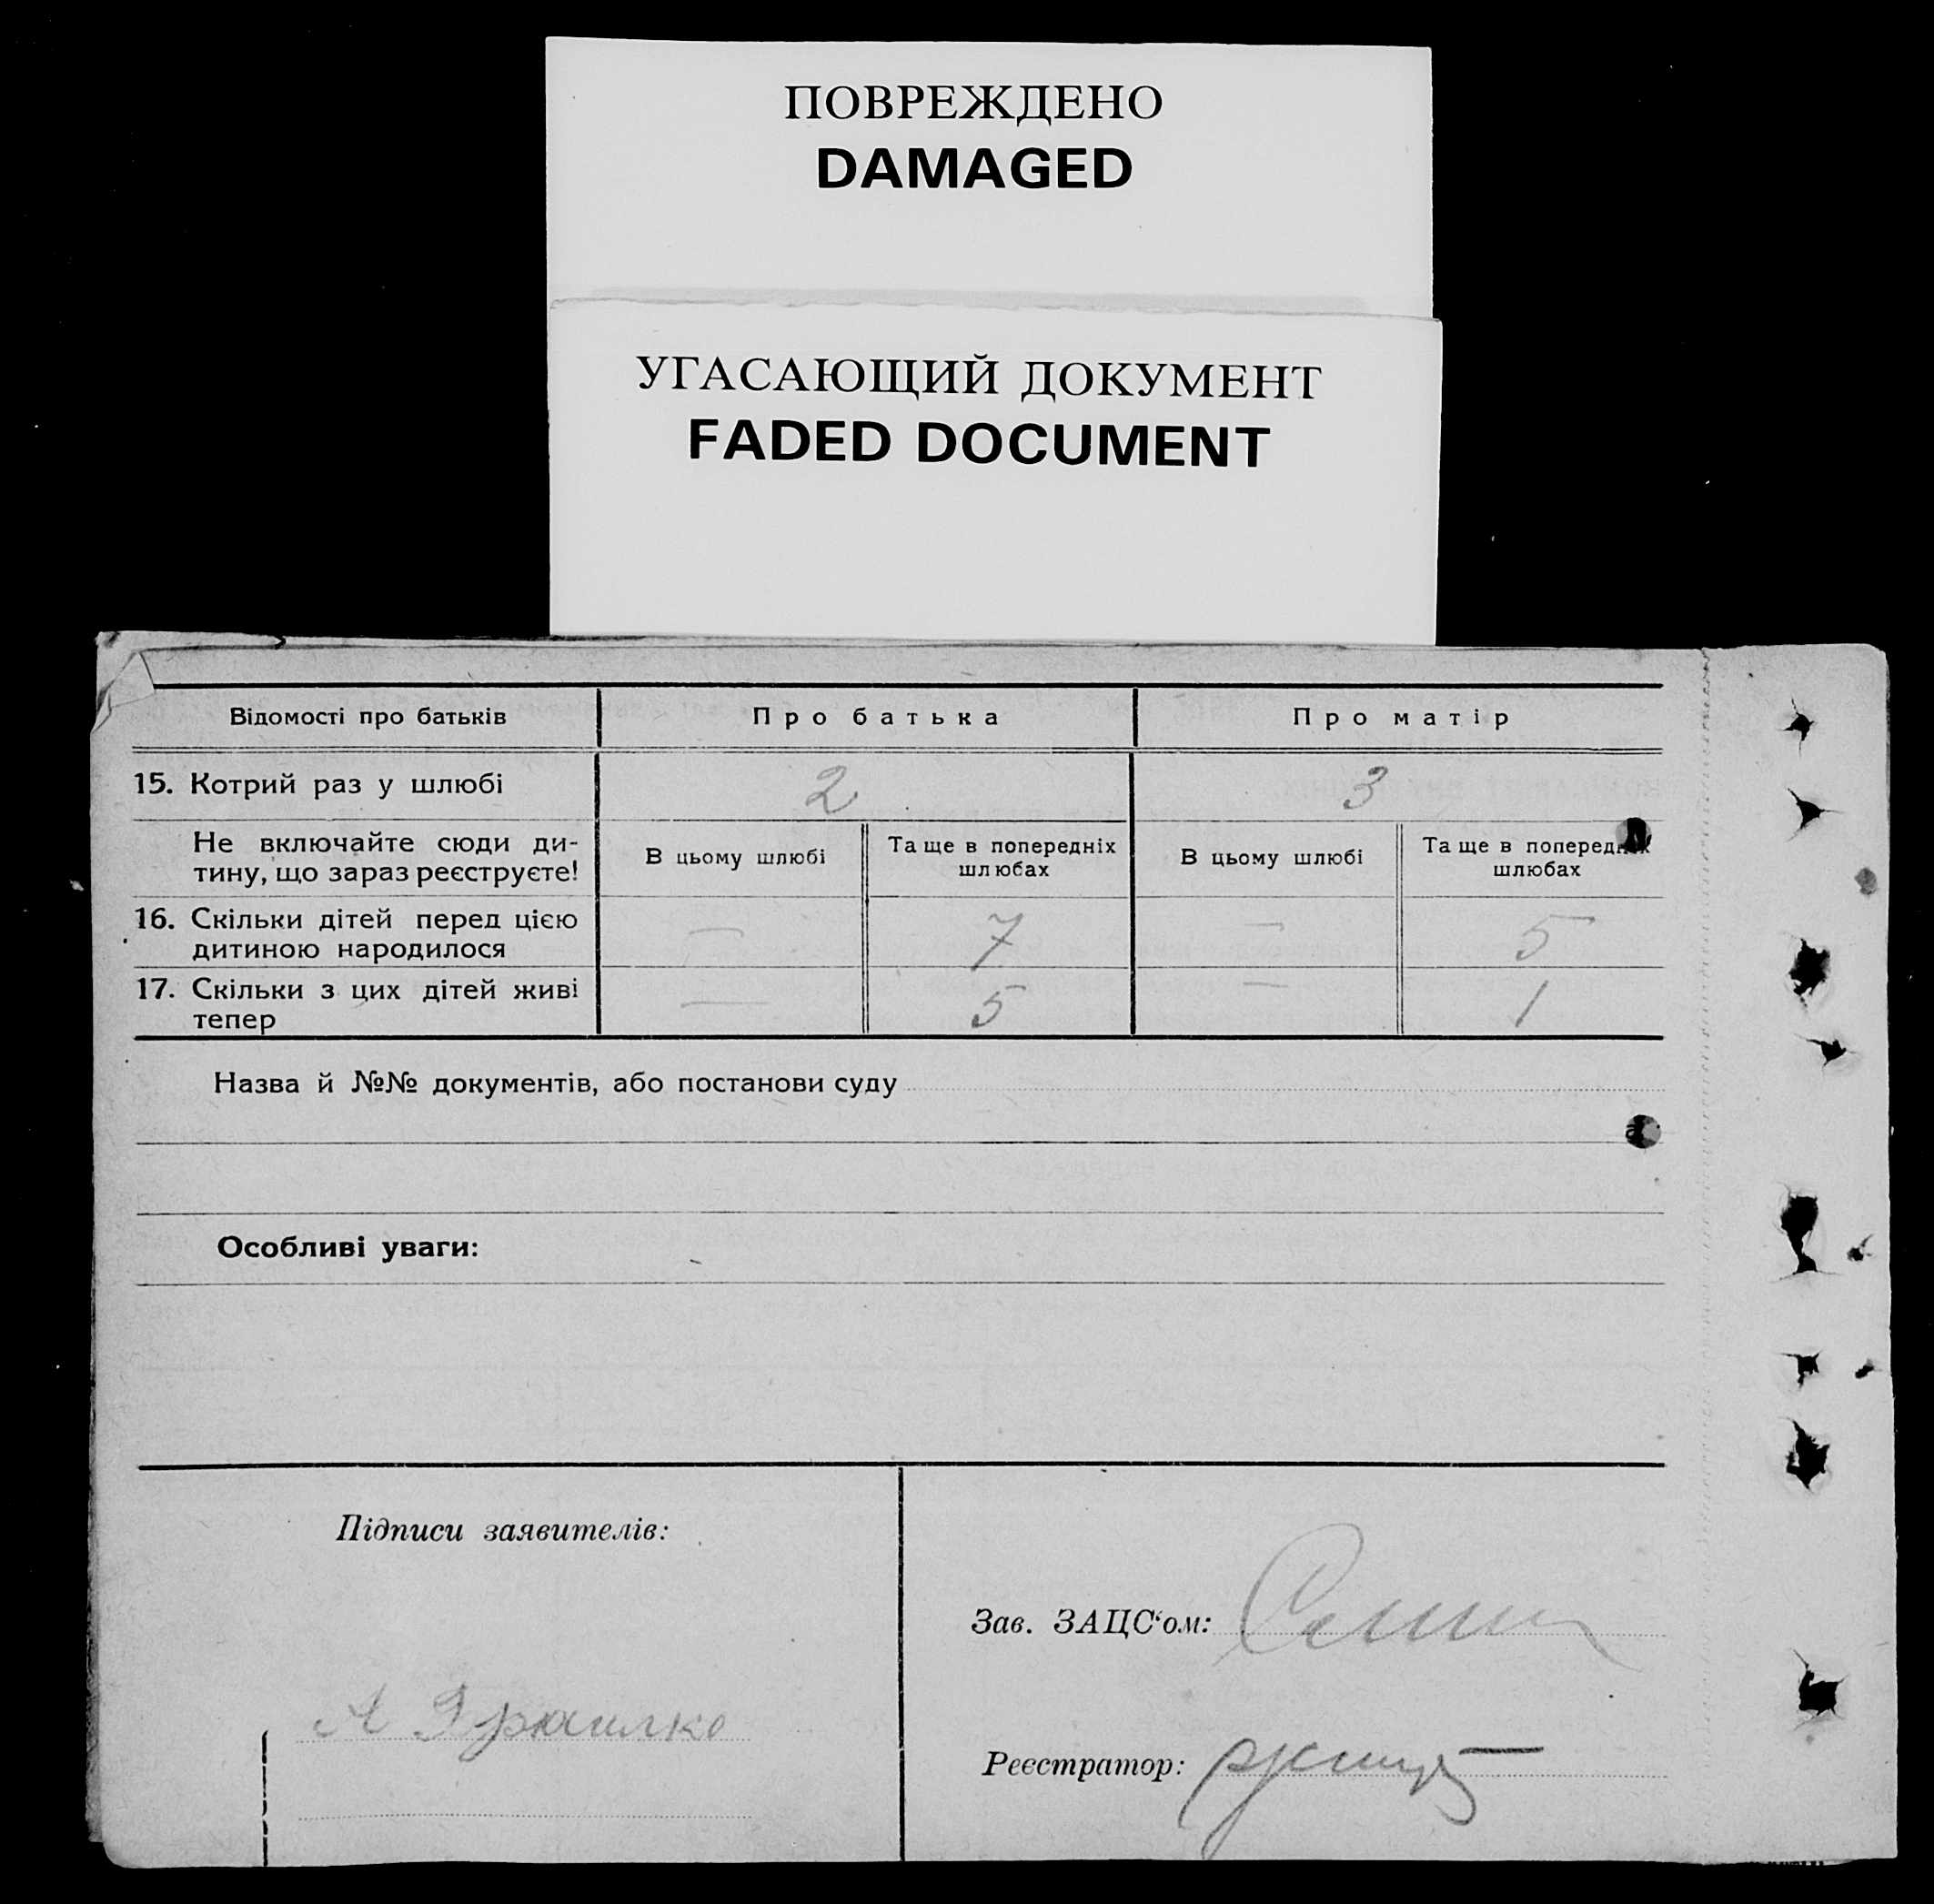 ПОВРЕЖДЕНО
DAMAGED
УГАСАЮЩИЙ ДОКУМЕНТ
FADED DOCUMENT
Відомості про батьків Про батька Про матір
15. Котрий раз у шлюбі 2 3
Не включайте сюди ди-
тину, що зараз реєструєте!
В цьому шлюбі
Та ще в попередніх
шлюбах
В цьому шлюбі
Та ще в попередніх
шлюбах
16. Скільки дітей перед цією
дитиною народилося — 7 — 5
17. Скільки з цих дітей живі
тепер — 5 — 1
Назва й №№ документів, або постанови суду
Особливі уваги:
Підписи заявителів:
Зав. ЗАЦС‘ом:
А
Реєстратор: